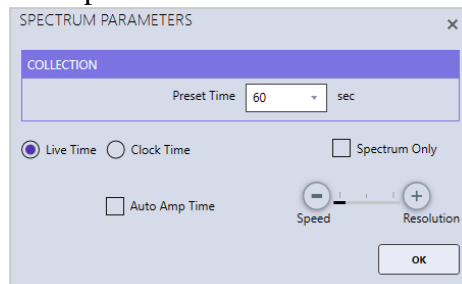 SPECTRUM PARAMETERS
COLLECTION
Preset Time 60 sec
Live Time Clock Time Spectrum Only
Auto Amp Time
Speed Resolution
OK